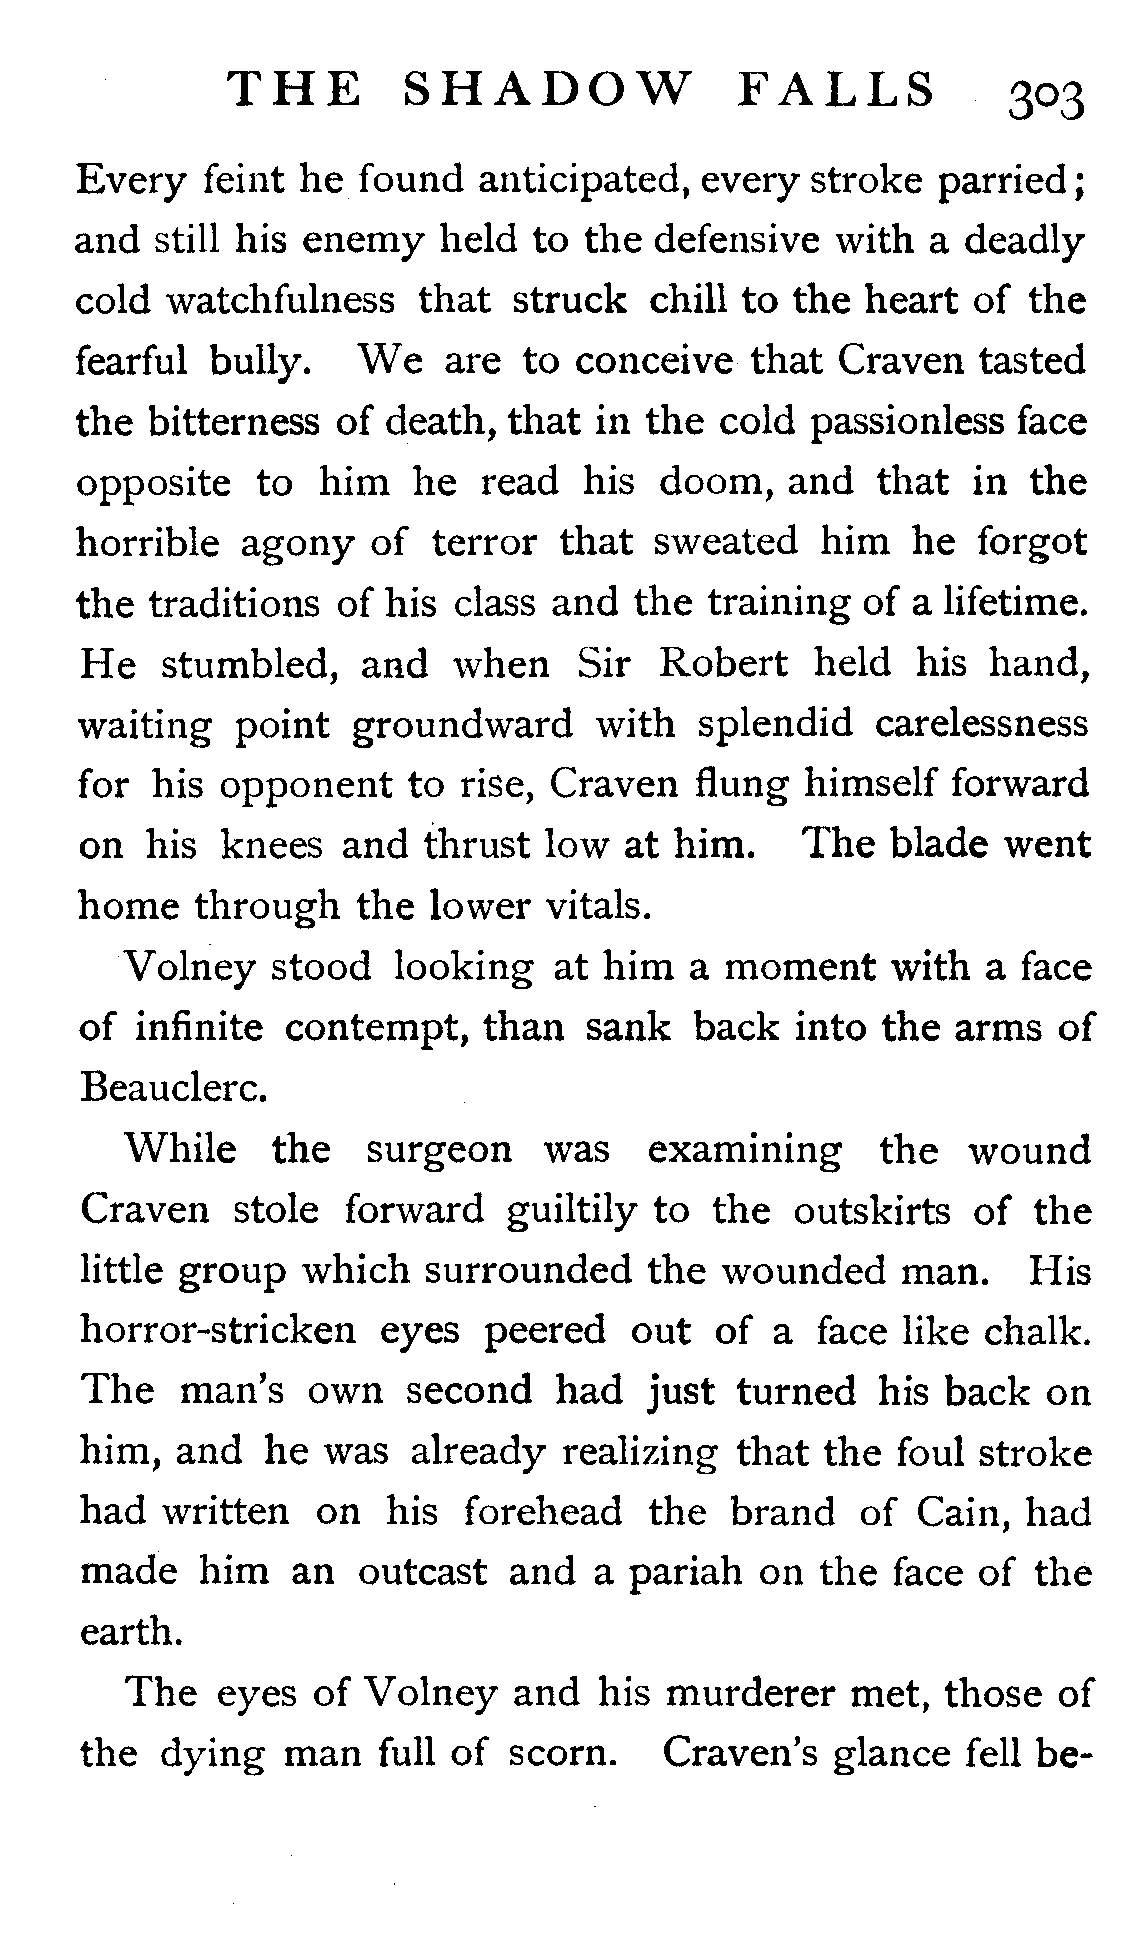 THE SHADOW FALLS 303
Every feint he found anticipated, every stroke parried;
and still his enemy held to the defensive with a deadly
cold watchfulness that struck chill to the heart of the
fearful bully. We are to conceive that Craven tasted
the bitterness of death, that in the cold passionless face
opposite to him he read his doom, and that in the
horrible agony of terror that sweated him he forgot
the traditions of his class and the training of a lifetime.
He stumbled, and when Sir Robert held his hand,
waiting point groundward with splendid carelessness
for his opponent to rise, Craven flung himself forward
on his knees and thrust low at him. The blade went
home through the lower vitals.
Volney stood looking at him a moment with a face
of infinite contempt, than sank back into the arms of
Beauclerc.
While the surgeon was examining the wound
Craven stole forward guiltily to the outskirts of the
little group which surrounded the wounded man. His
horror-stricken eyes peered out of a face like chalk.
The man's own second had just turned his back on
him, and he was already realizing that the foul stroke
had written on his forehead the brand of Cain, had
made him an outcast and a pariah on the face of the
earth.
The eyes of Volney and his murderer met, those of
the dying man full of scorn. Craven's glance fell be-